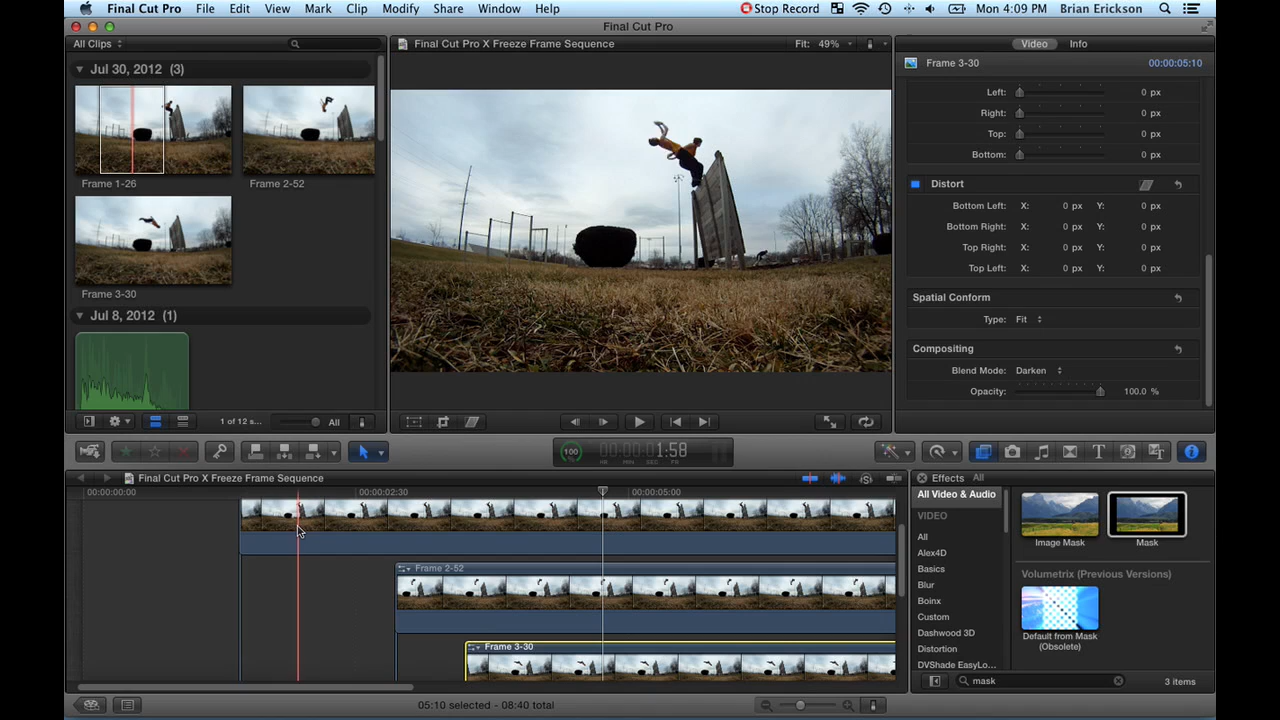 Final Cut Pro File Edit View Mark Clip Modify Share Window Help Stop Record Mon 4:09 PM Brian Erickson
Final Cut Pro
All Clips
Final Cut Pro X Freeze Frame Sequence Fit: 49%
Video Info
Jul 30, 2012 (3)
Frame 3-30 00:00:05:10
Left: 0 px
Right: 0 px
Top: 0 px
Bottom: 0 px
Frame 1-26 Frame 2-52
Distort
Bottom Left: X: 0 px Y: 0 px
Bottom Right: X: 0 px Y: 0 px
Top Right: X: 0 px Y: 0 px
Top Left: X: 0 px Y: 0 px
Frame 3-30
Spatial Conform
Jul 8, 2012 (1)
Type: Fit
Compositing
Blend Mode: Darken
Opacity: 100.0 %
1 of 12 s... All
100 00:00:01:58
HR MIN SEC FR
Final Cut Pro X Freeze Frame Sequence
Effects All
00:00:00:00 00:00:02:30 00:00:05:00
All Video & Audio
VIDEO
All
Alex4D
Basics
Blur
Boinx
Custom
Dashwood 3D
Distortion
DVShade EasyLo...
Image Mask Mask
Volumetrix (Previous Versions)
Default from Mask
(Obsolete)
Frame 2-52
Frame 3-30
mask 3 items
05:10 selected - 08:40 total